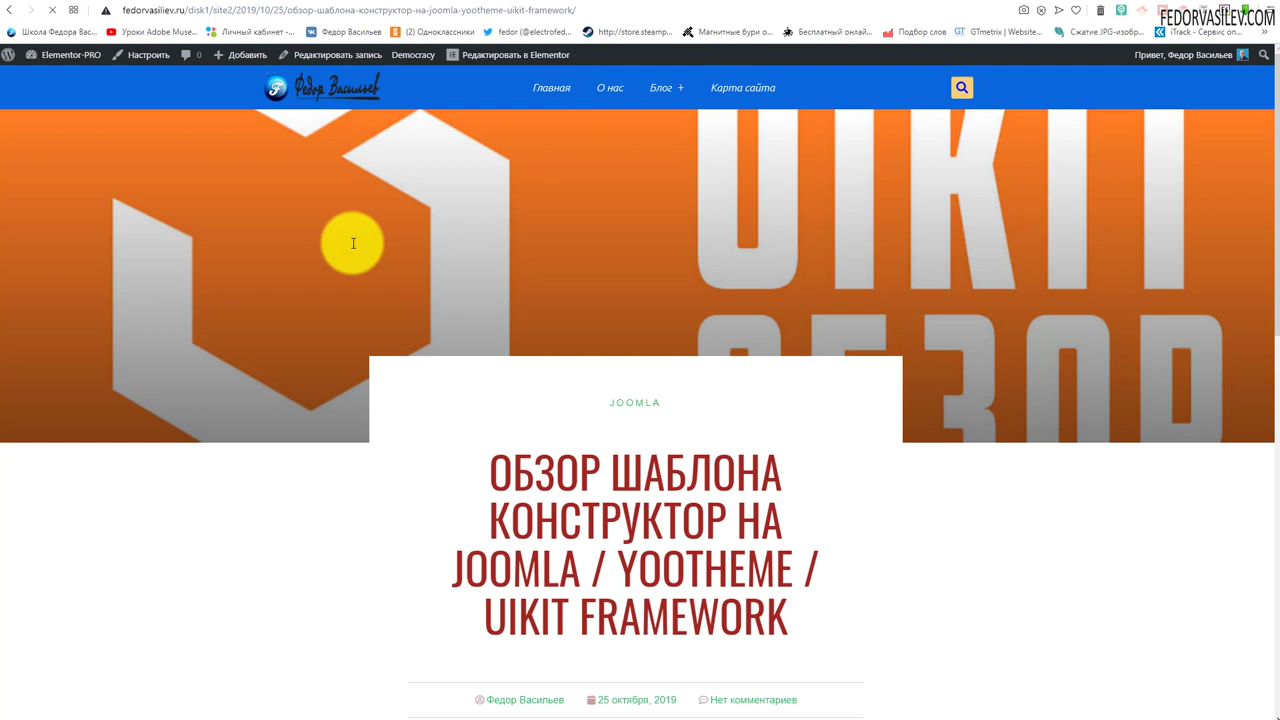 fedorvasiliev.ru/disk1/site2/2019/10/25/обзор-шаблона-конструктор-на-joomla-yootheme-uikit-framework/
FEDORVASILEV.COM
Школа Федора Вас... Уроки Adobe Muse... Личный кабинет -... Федор Васильев (2) Одноклассники fedor (@electrofed... http://store.steamp... Магнитные бури о... Бесплатный онлай... Подбор слов GTmetrix | Website... Сжатие JPG-изобр... iTrack - Сервис оп... »
Elementor-PRO Настроить 0 Добавить Редактировать запись Democracy Редактировать в Elementor Привет, Федор Васильев
Федор Васильев Главная О нас Блог + Карта сайта
UIKIT
ОБЗОР
JOOMLA
ОБЗОР ШАБЛОНА
КОНСТРУКТОР НА
JOOMLA / YOOTHEME /
UIKIT FRAMEWORK
Федор Васильев 25 октября, 2019 Нет комментариев